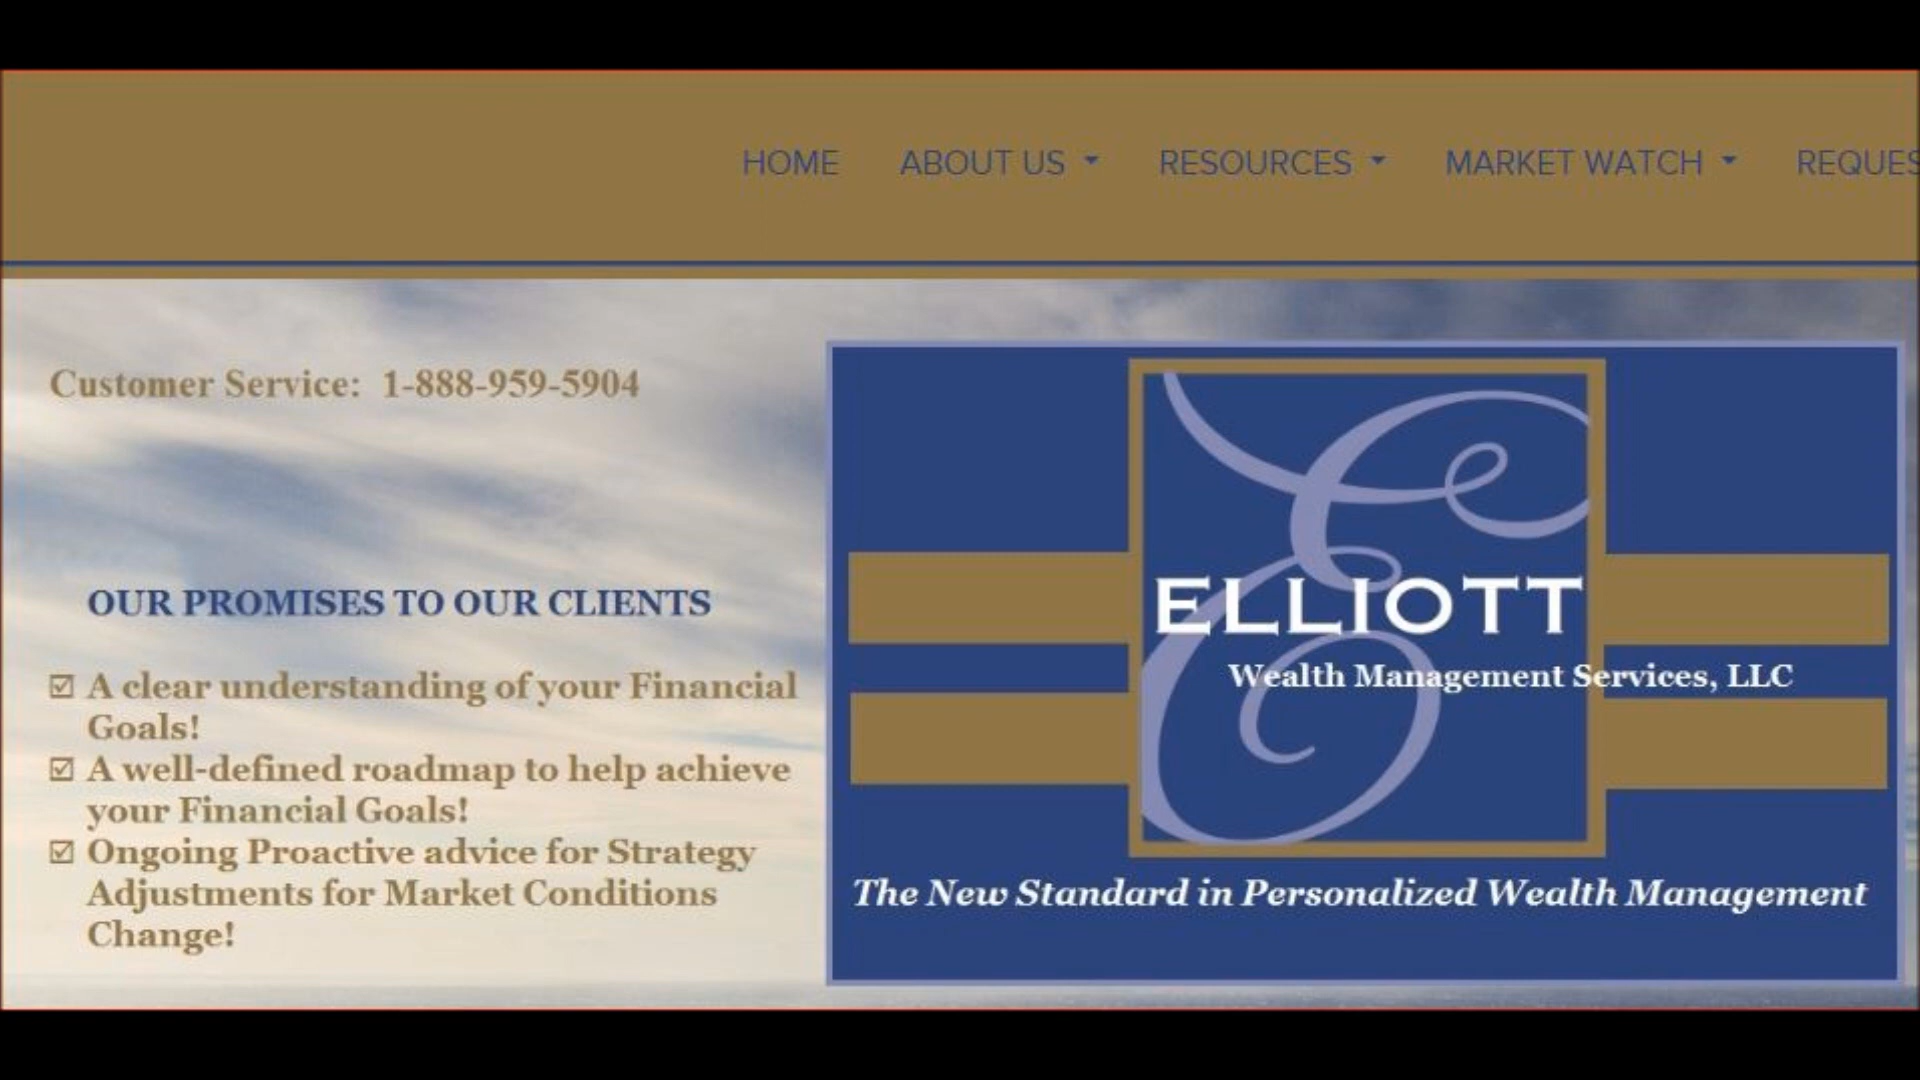 HOME ABOUT US RESOURCES MARKET WATCH REQUES
Customer Service: 1-888-959-5904
OUR PROMISES TO OUR CLIENTS
☑ A clear understanding of your Financial
Goals!
☑ A well-defined roadmap to help achieve
your Financial Goals!
☑ Ongoing Proactive advice for Strategy
Adjustments for Market Conditions
Change!
E
ELLIOTT
Wealth Management Services, LLC
The New Standard in Personalized Wealth Management